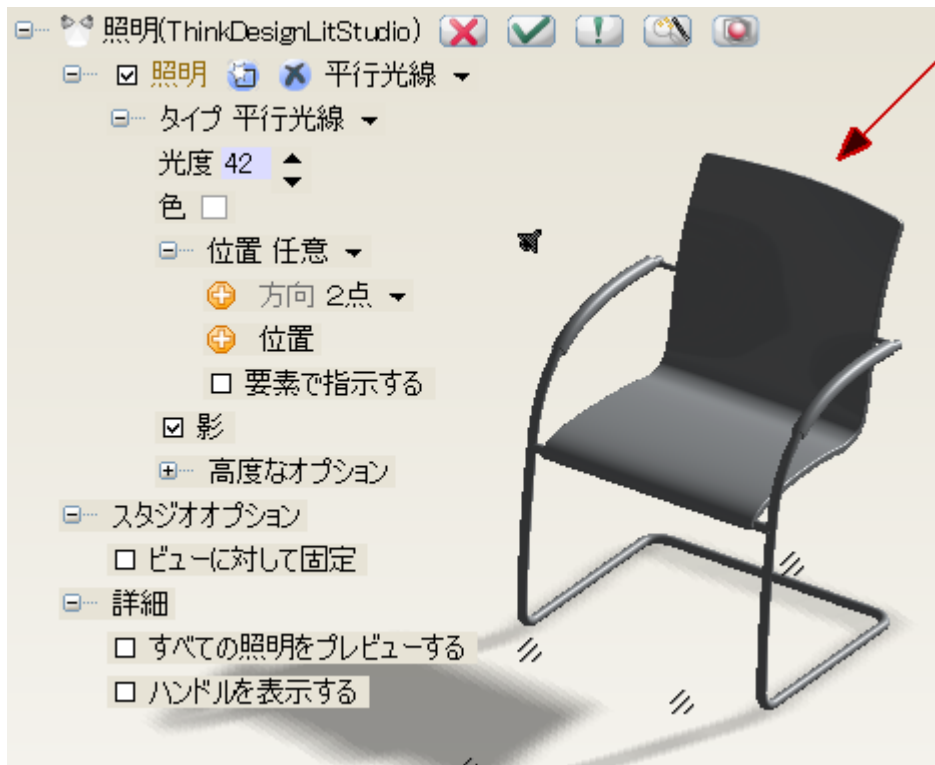 照明(ThinkDesignLitStudio)
照明 平行光線
タイプ 平行光線
光度 42
色
位置 任意
方向 2点
位置
要素で指示する
影
高度なオプション
スタジオオプション
ビューに対して固定
詳細
すべての照明をプレビューする
ハンドルを表示する